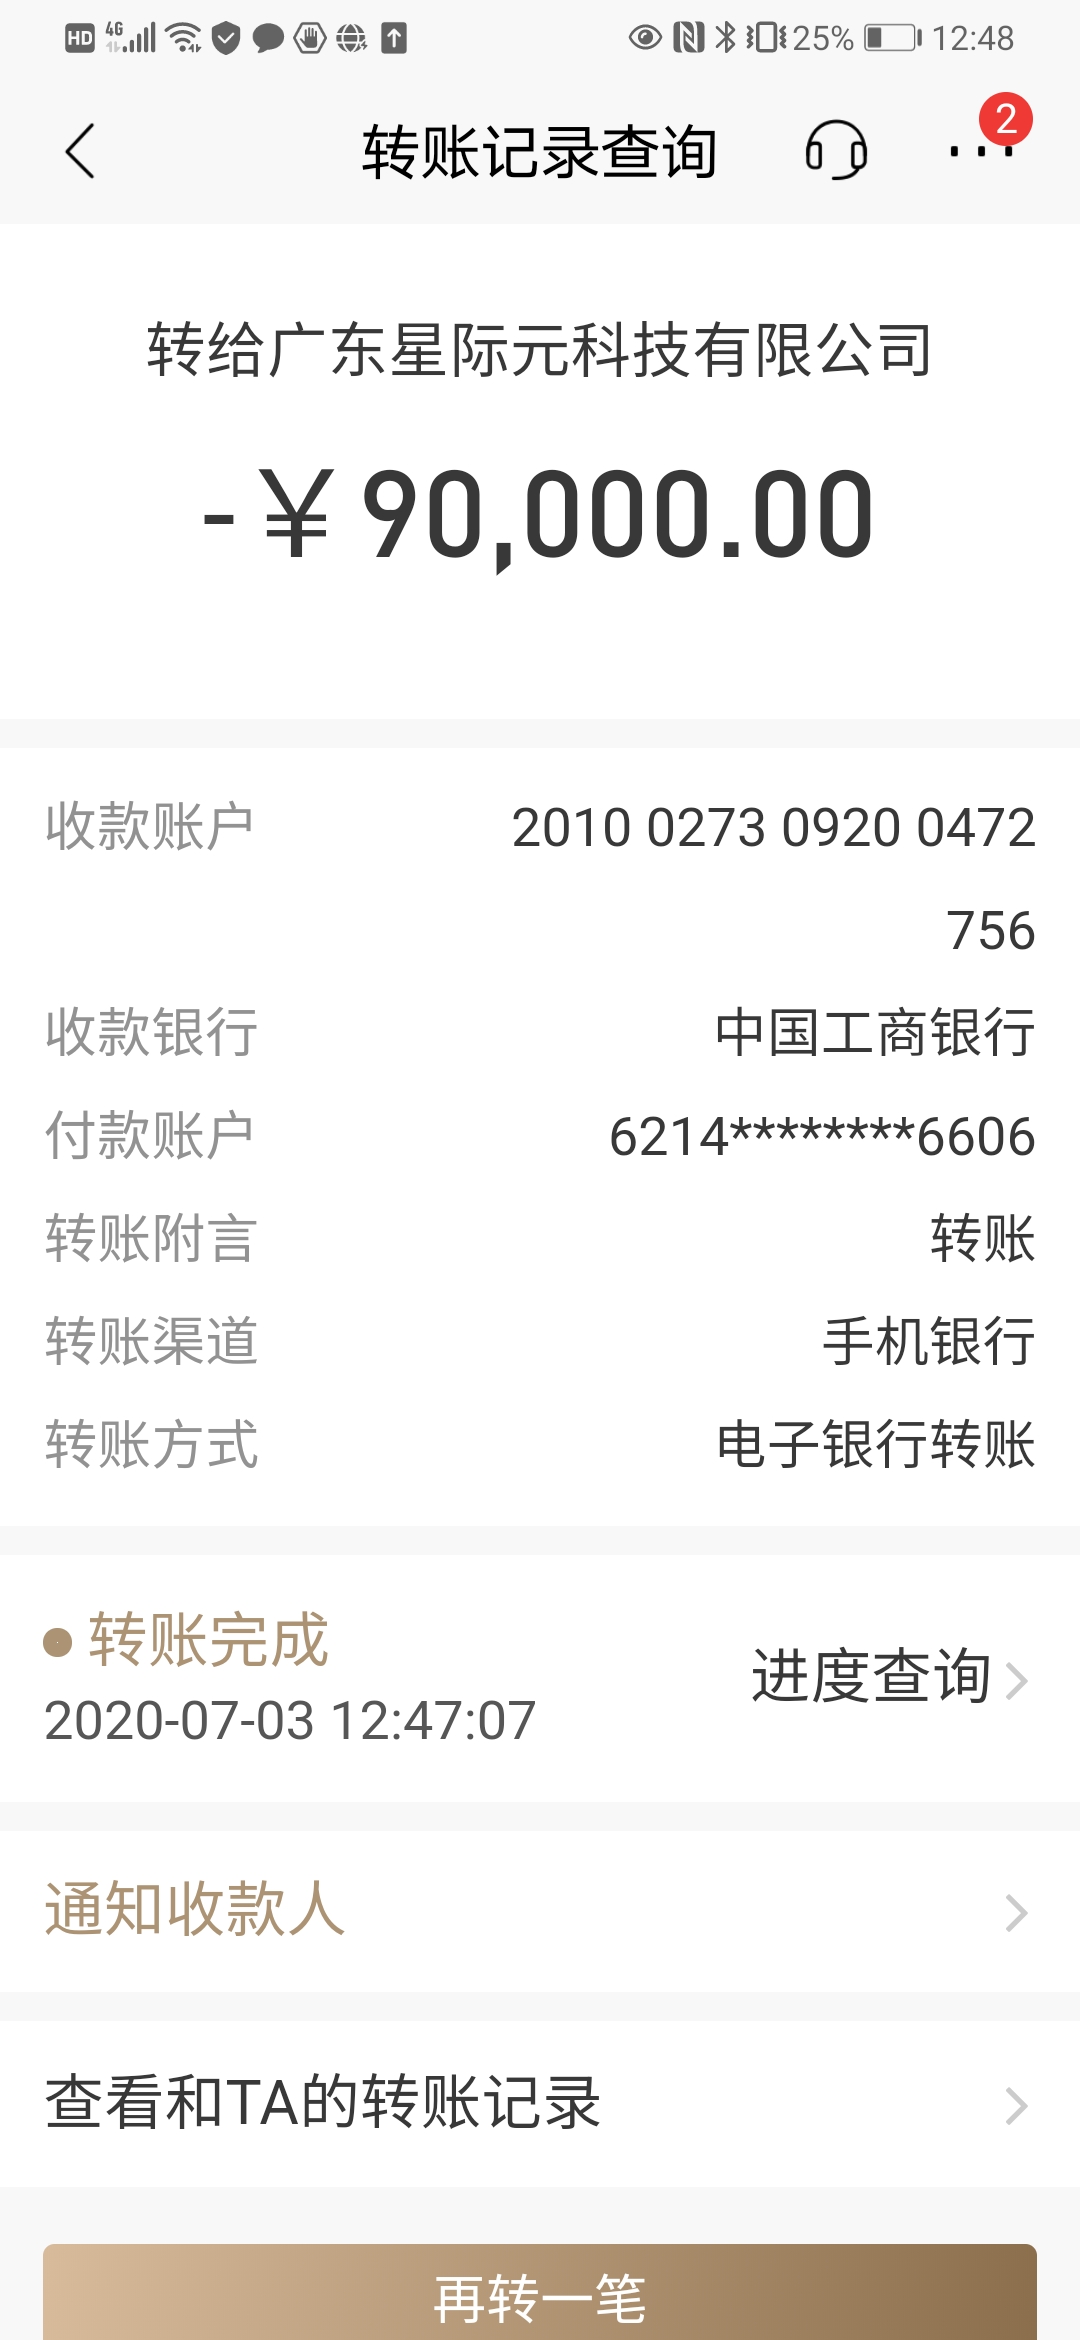 HD 4G 25% 12:48
转账记录查询
2
转给广东星际元科技有限公司
-¥90,000.00
收款账户 2010 0273 0920 0472
756
收款银行 中国工商银行
付款账户 6214********6606
转账附言 转账
转账渠道 手机银行
转账方式 电子银行转账
转账完成
进度查询
2020-07-03 12:47:07
通知收款人
查看和TA的转账记录
再转一笔